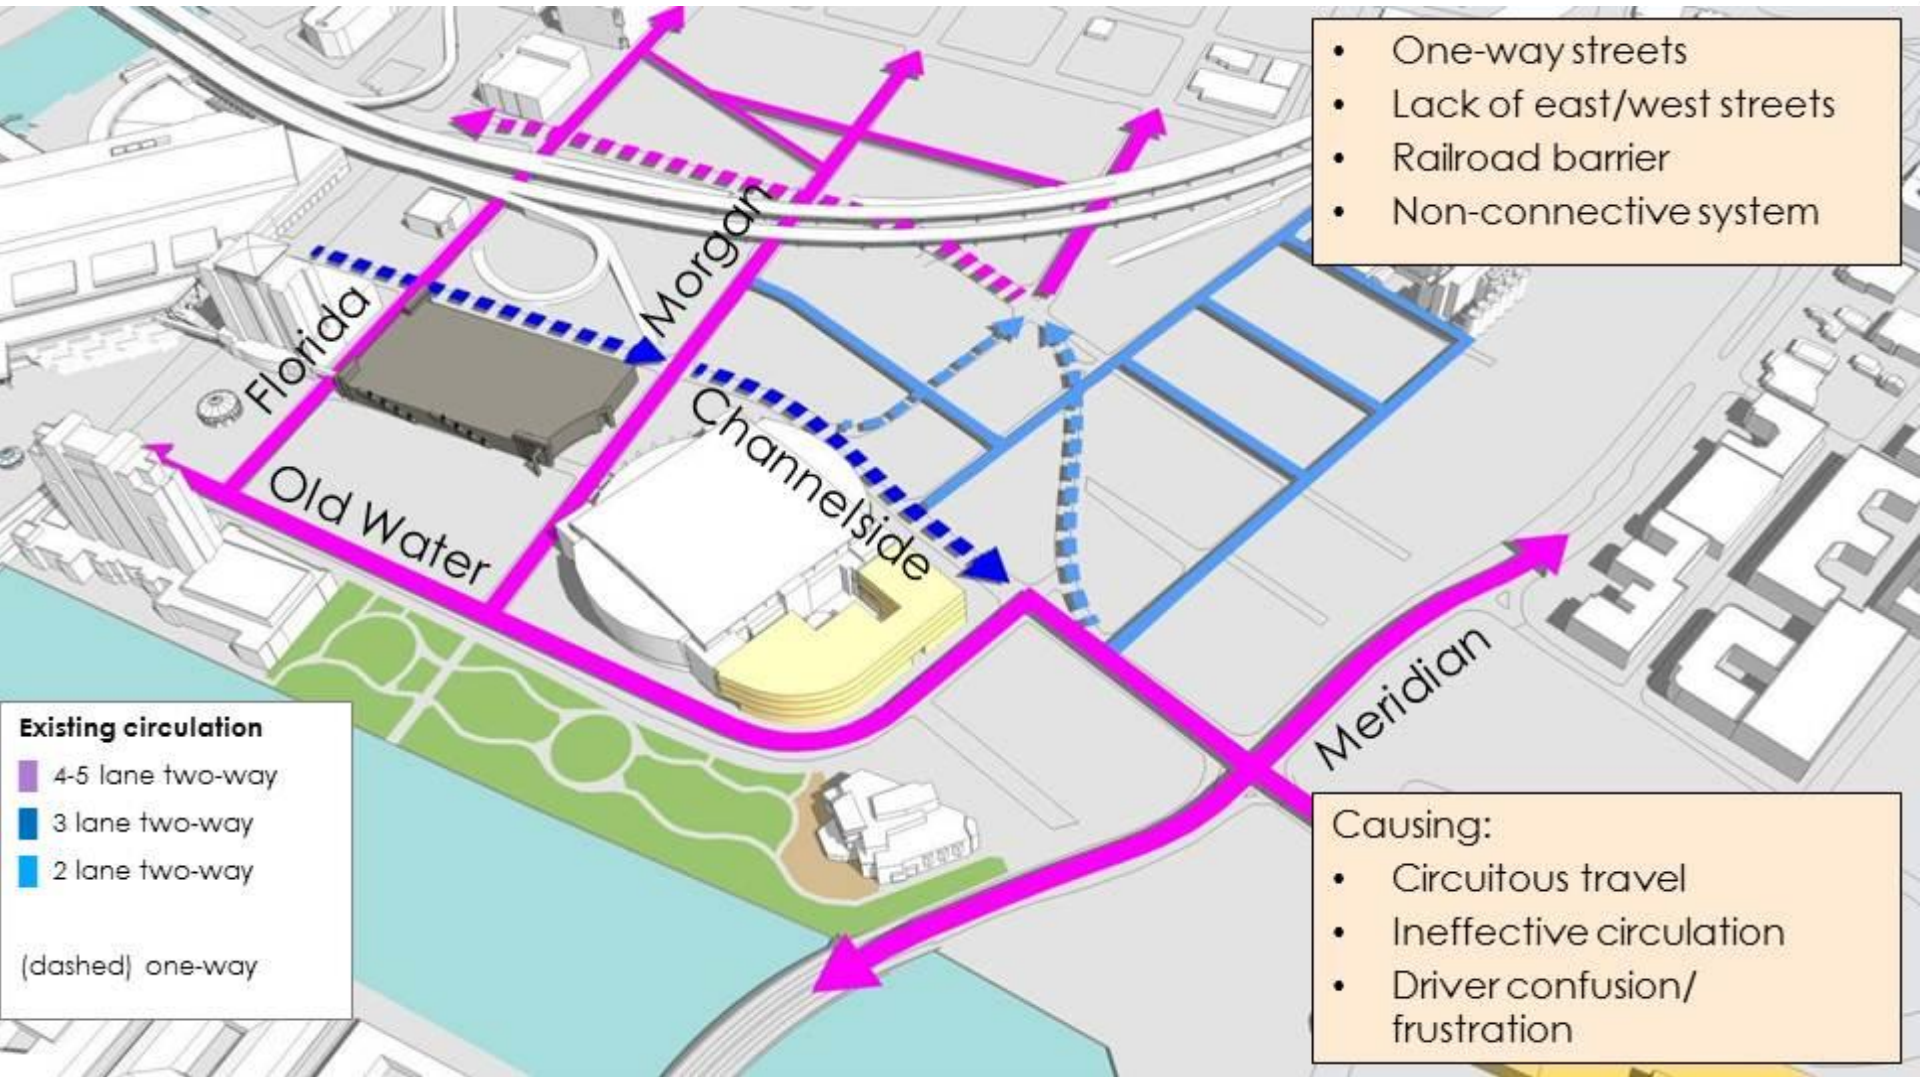 • One-way streets
• Lack of east/west streets
• Railroad barrier
• Non-connective system
Morgan
Florida
Channelside
Old Water
Meridian
Existing circulation
4-5 lane two-way
3 lane two-way
2 lane two-way
(dashed) one-way
Causing:
• Circuitous travel
• Ineffective circulation
• Driver confusion/
frustration